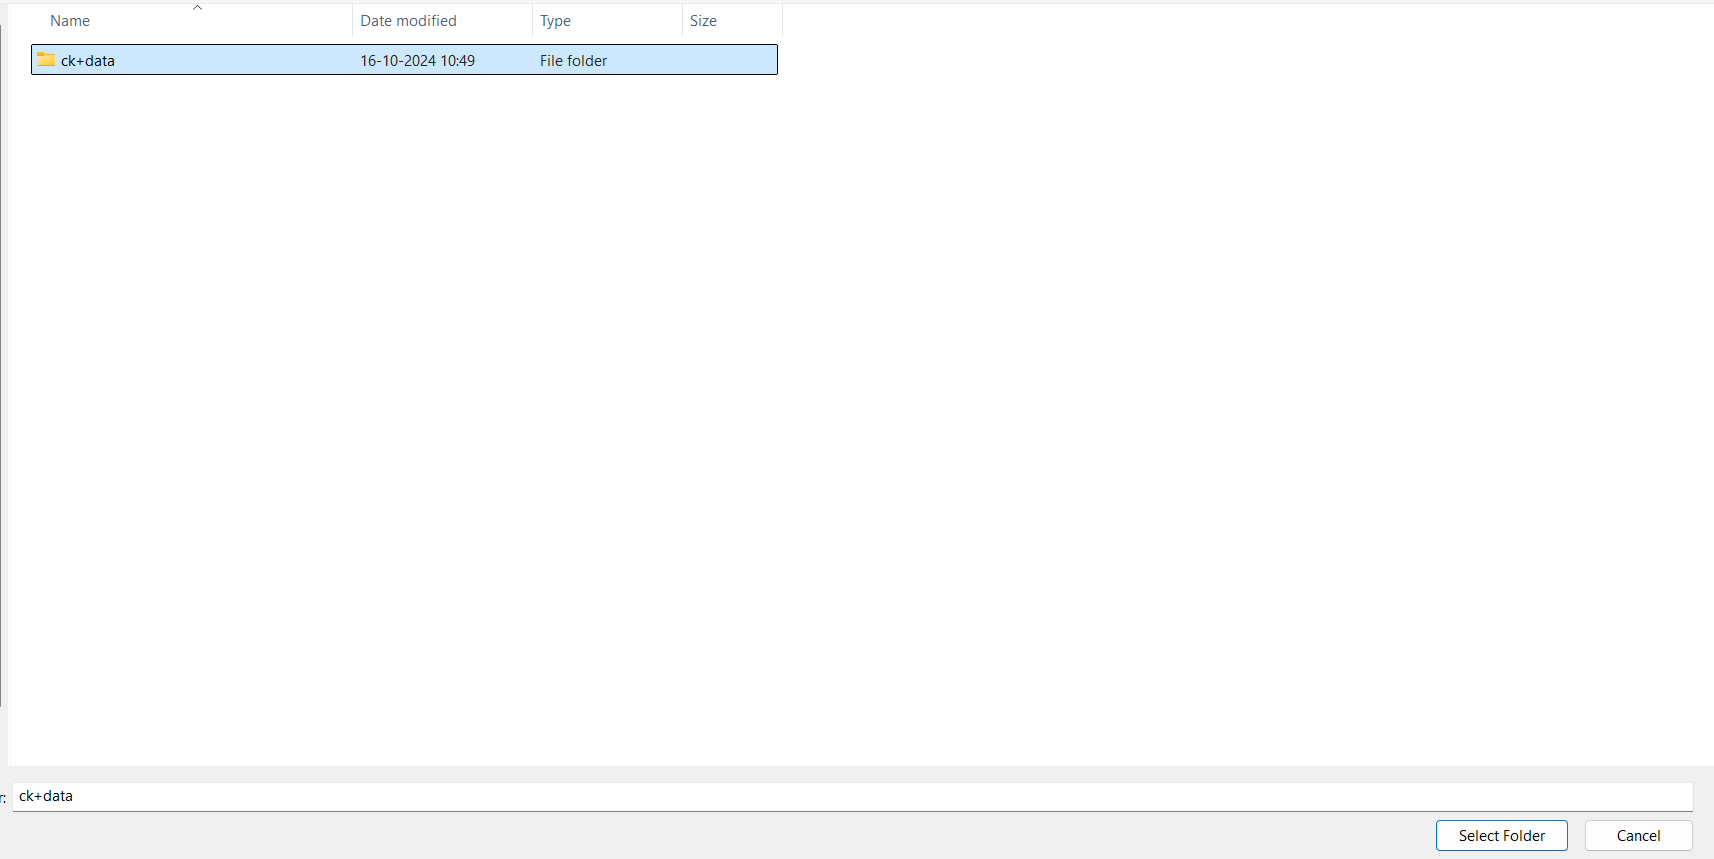 Name Date modified Type Size
ck+data 16-10-2024 10:49 File folder
r: ck+data
Select Folder Cancel